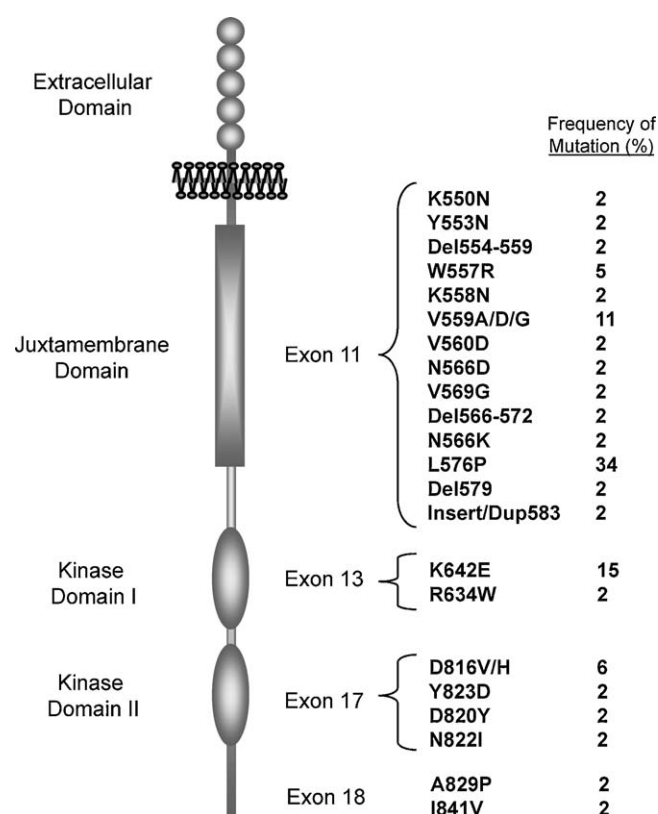 Extracellular
Domain
Frequency of
Mutation (%)
K550N 2
Y553N 2
Del554-559 2
W557R 5
K558N 2
V559A/D/G 11
Juxtamembrane
Domain
Exon 11
V560D 2
N566D 2
V569G 2
Del566-572 2
N566K 2
L576P 34
Del579 2
Insert/Dup583 2
Kinase
Domain I
Exon 13
K642E 15
R634W 2
Kinase
Domain II
Exon 17
D816V/H 6
Y823D 2
D820Y 2
N822I 2
Exon 18
A829P 2
I841V 2